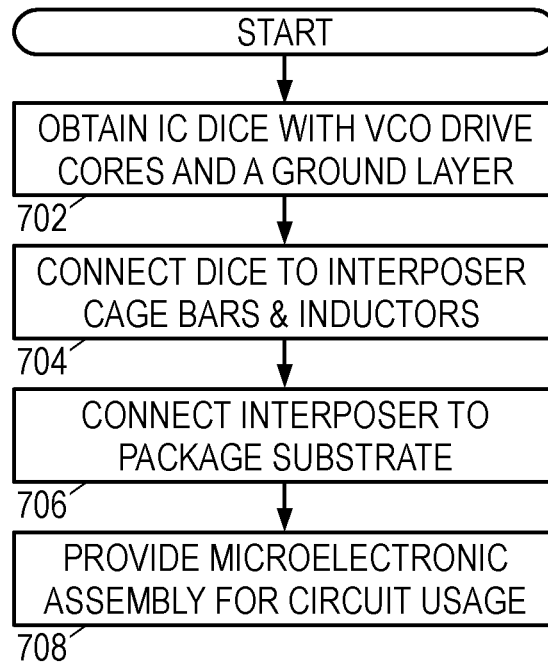 START
OBTAIN IC DICE WITH VCO DRIVE
CORES AND A GROUND LAYER
702
CONNECT DICE TO INTERPOSER
CAGE BARS & INDUCTORS
704
CONNECT INTERPOSER TO
PACKAGE SUBSTRATE
706
PROVIDE MICROELECTRONIC
ASSEMBLY FOR CIRCUIT USAGE
708